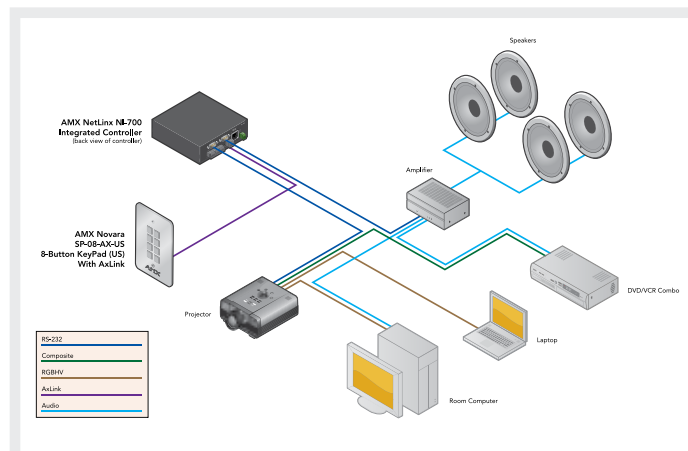 Speakers
AMX NetLinx NI-700
Integrated Controller
(back view of controller)
Amplifier
AMX Novara
SP-08-AX-US
8-Button KeyPad (US)
With AxLink
AMX
DVD/VCR Combo
Projector
Laptop
RS-232
Composite
RGBHV
AxLink
Audio
Room Computer